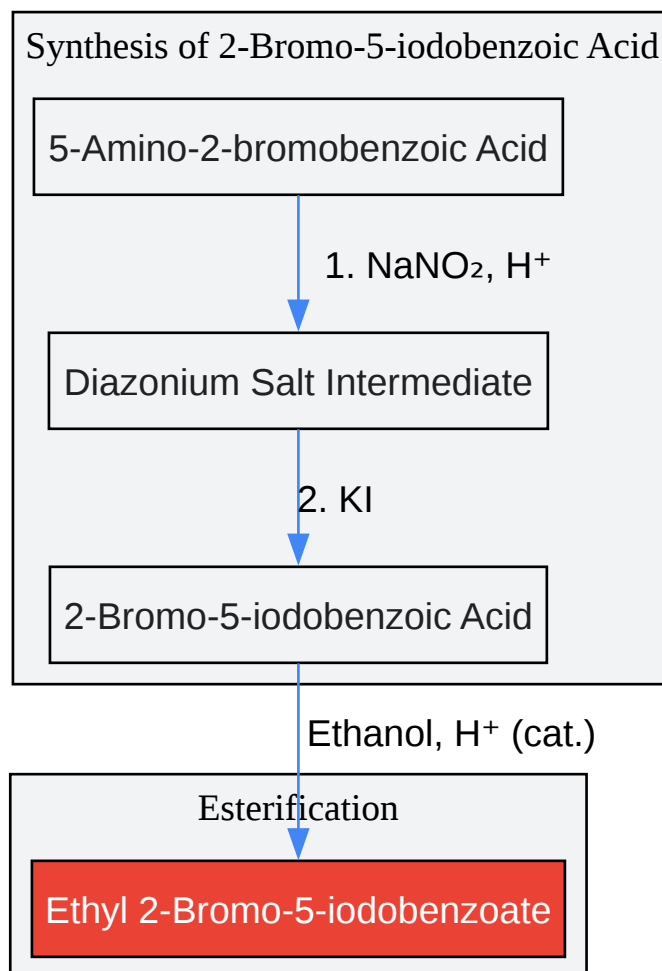 Synthesis of 2-Bromo-5-iodobenzoic Acid
5-Amino-2-bromobenzoic Acid
1. NaNO₂, H⁺
Diazonium Salt Intermediate
2. KI
2-Bromo-5-iodobenzoic Acid
Ethanol, H⁺ (cat.)
Esterification
Ethyl 2-Bromo-5-iodobenzoate